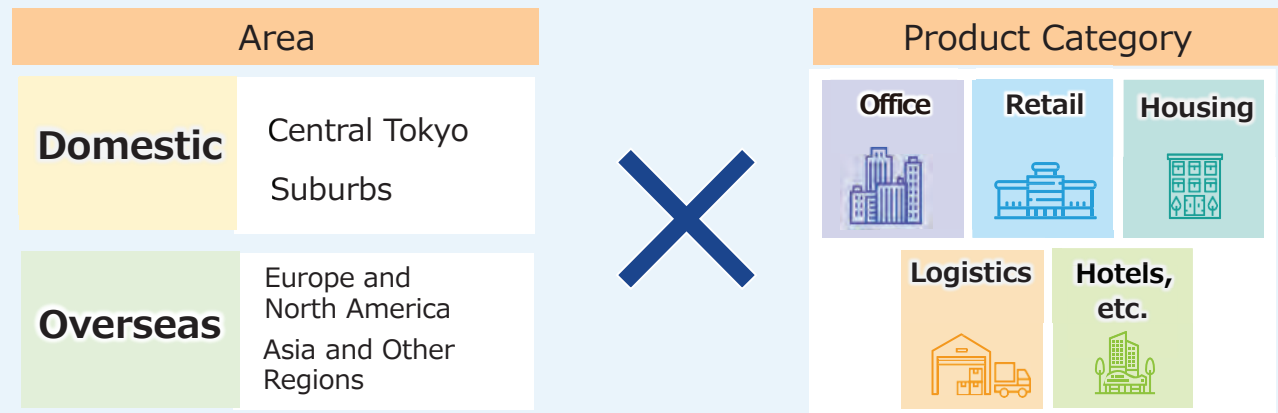 Area
Domestic
Central Tokyo
Suburbs
Overseas
Europe and
North America
Asia and Other
Regions
Product Category
Office
Retail
Housing
Logistics
Hotels,
etc.